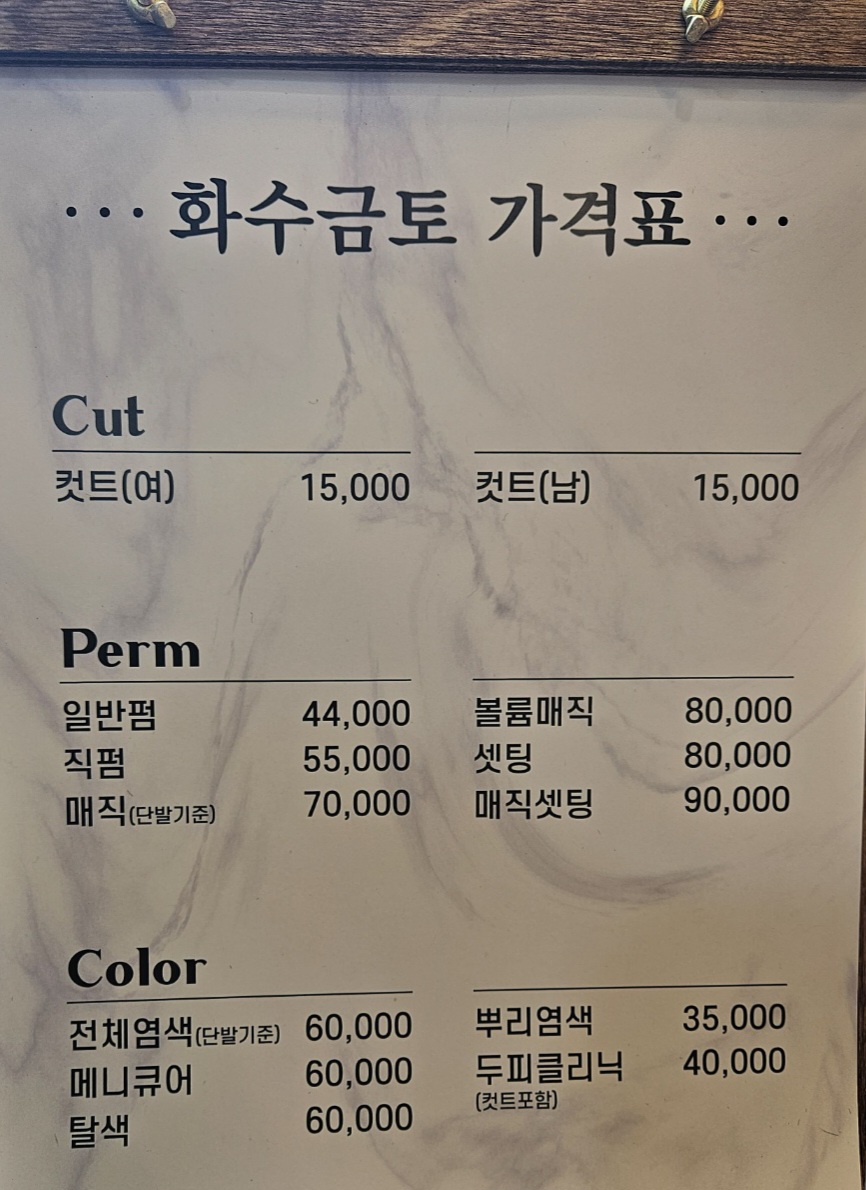 ··· 화수금토 가격표 ···
Cut
컷트(여) 15,000
컷트(남) 15,000
Perm
일반펌 44,000
직펌 55,000
매직(단발기준) 70,000
볼륨매직 80,000
셋팅 80,000
매직셋팅 90,000
Color
전체염색(단발기준) 60,000
메니큐어 60,000
탈색 60,000
뿌리염색 35,000
두피클리닉 40,000
(컷트포함)